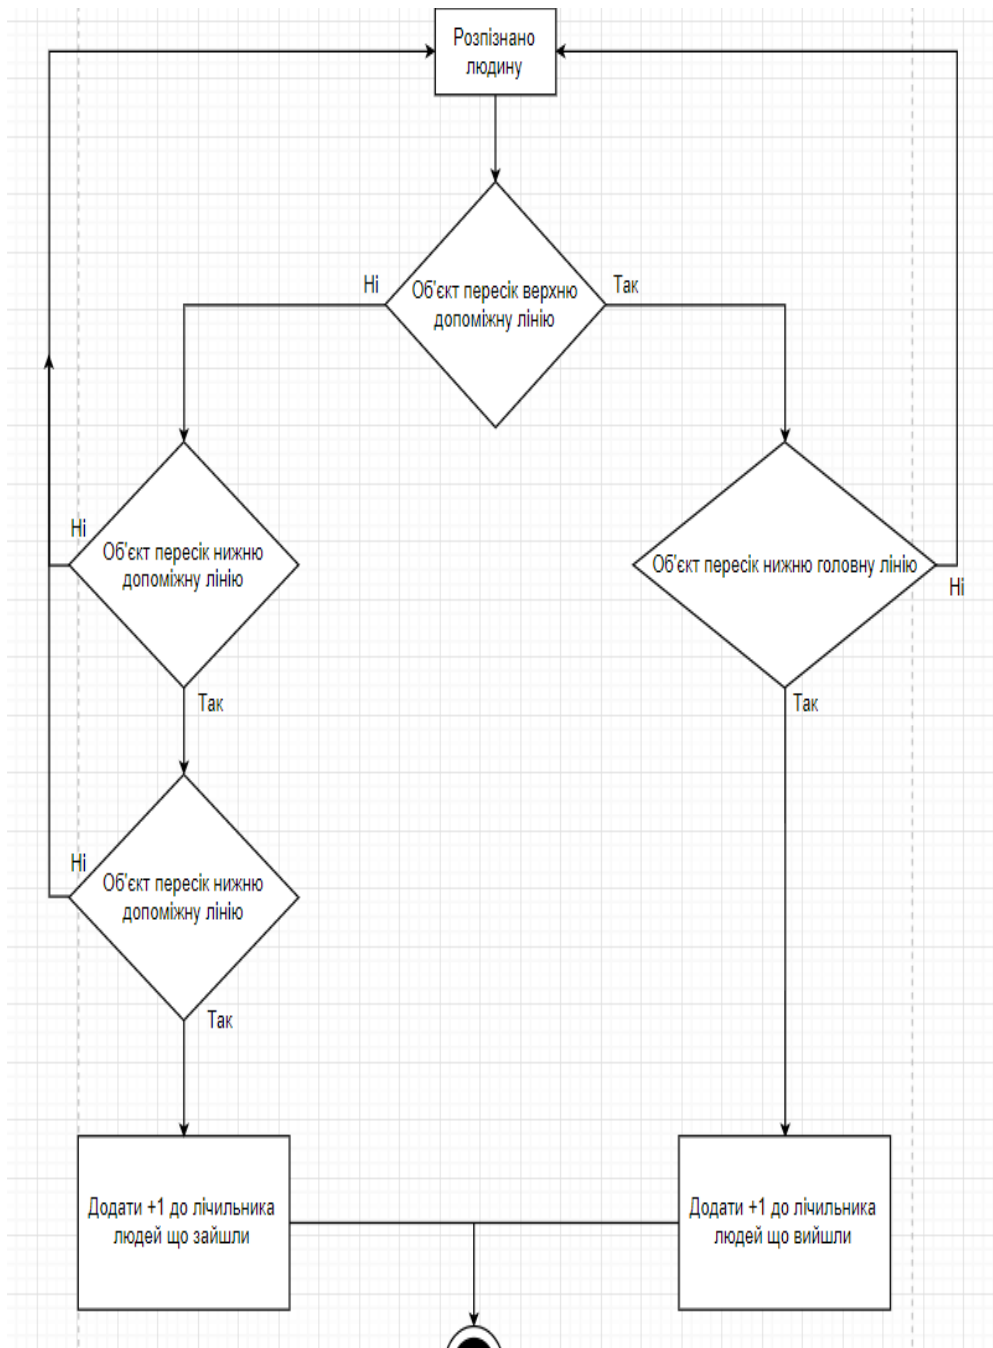 Розпізнано
людину
Ні
Об'єкт пересік верхню
допоміжну лінію
Так
Ні
Об'єкт пересік нижню
допоміжну лінію
Об'єкт пересік нижню головну лінію
Ні
Так
Так
Ні
Об'єкт пересік нижню
допоміжну лінію
Так
Додати +1 до лічильника
людей що зайшли
Додати +1 до лічильника
людей що вийшли